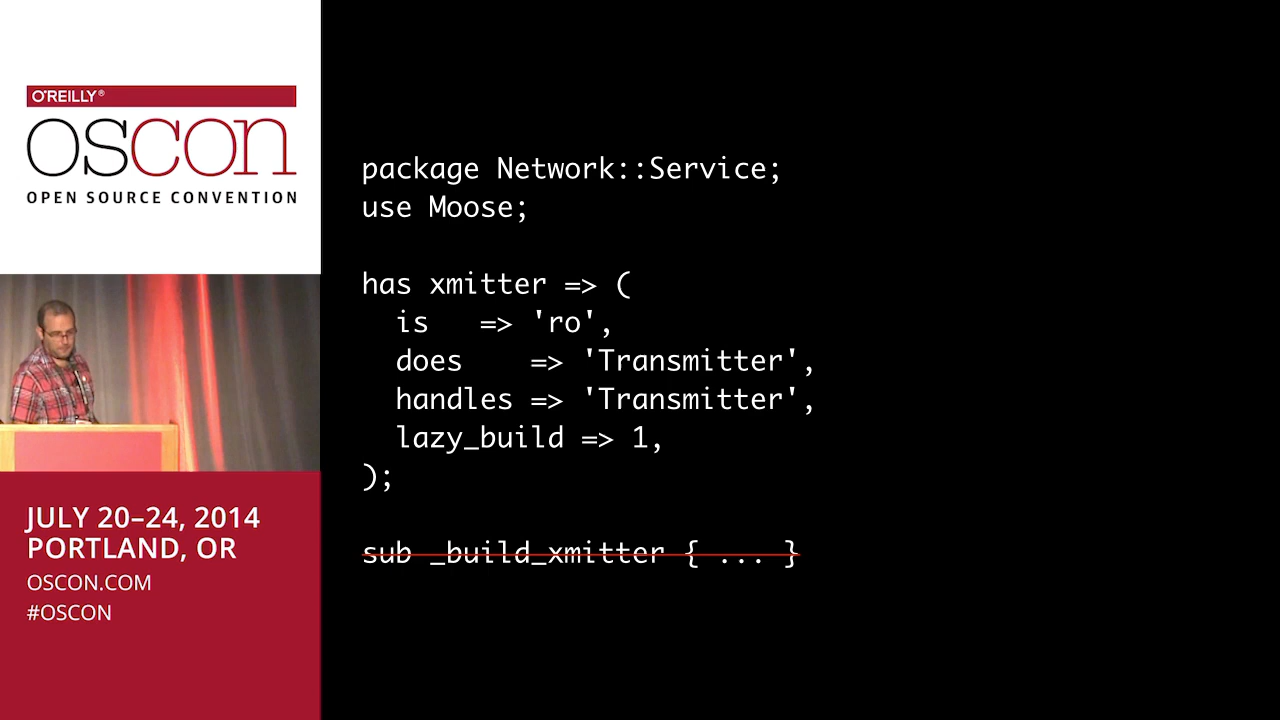 O'REILLY®
OSCON
OPEN SOURCE CONVENTION
JULY 20–24, 2014
PORTLAND, OR
OSCON.COM
#OSCON
package Network::Service;
use Moose;
has xmitter => (
  is   => 'ro',
  does    => 'Transmitter',
  handles => 'Transmitter',
  lazy_build => 1,
);
sub _build_xmitter { ... }